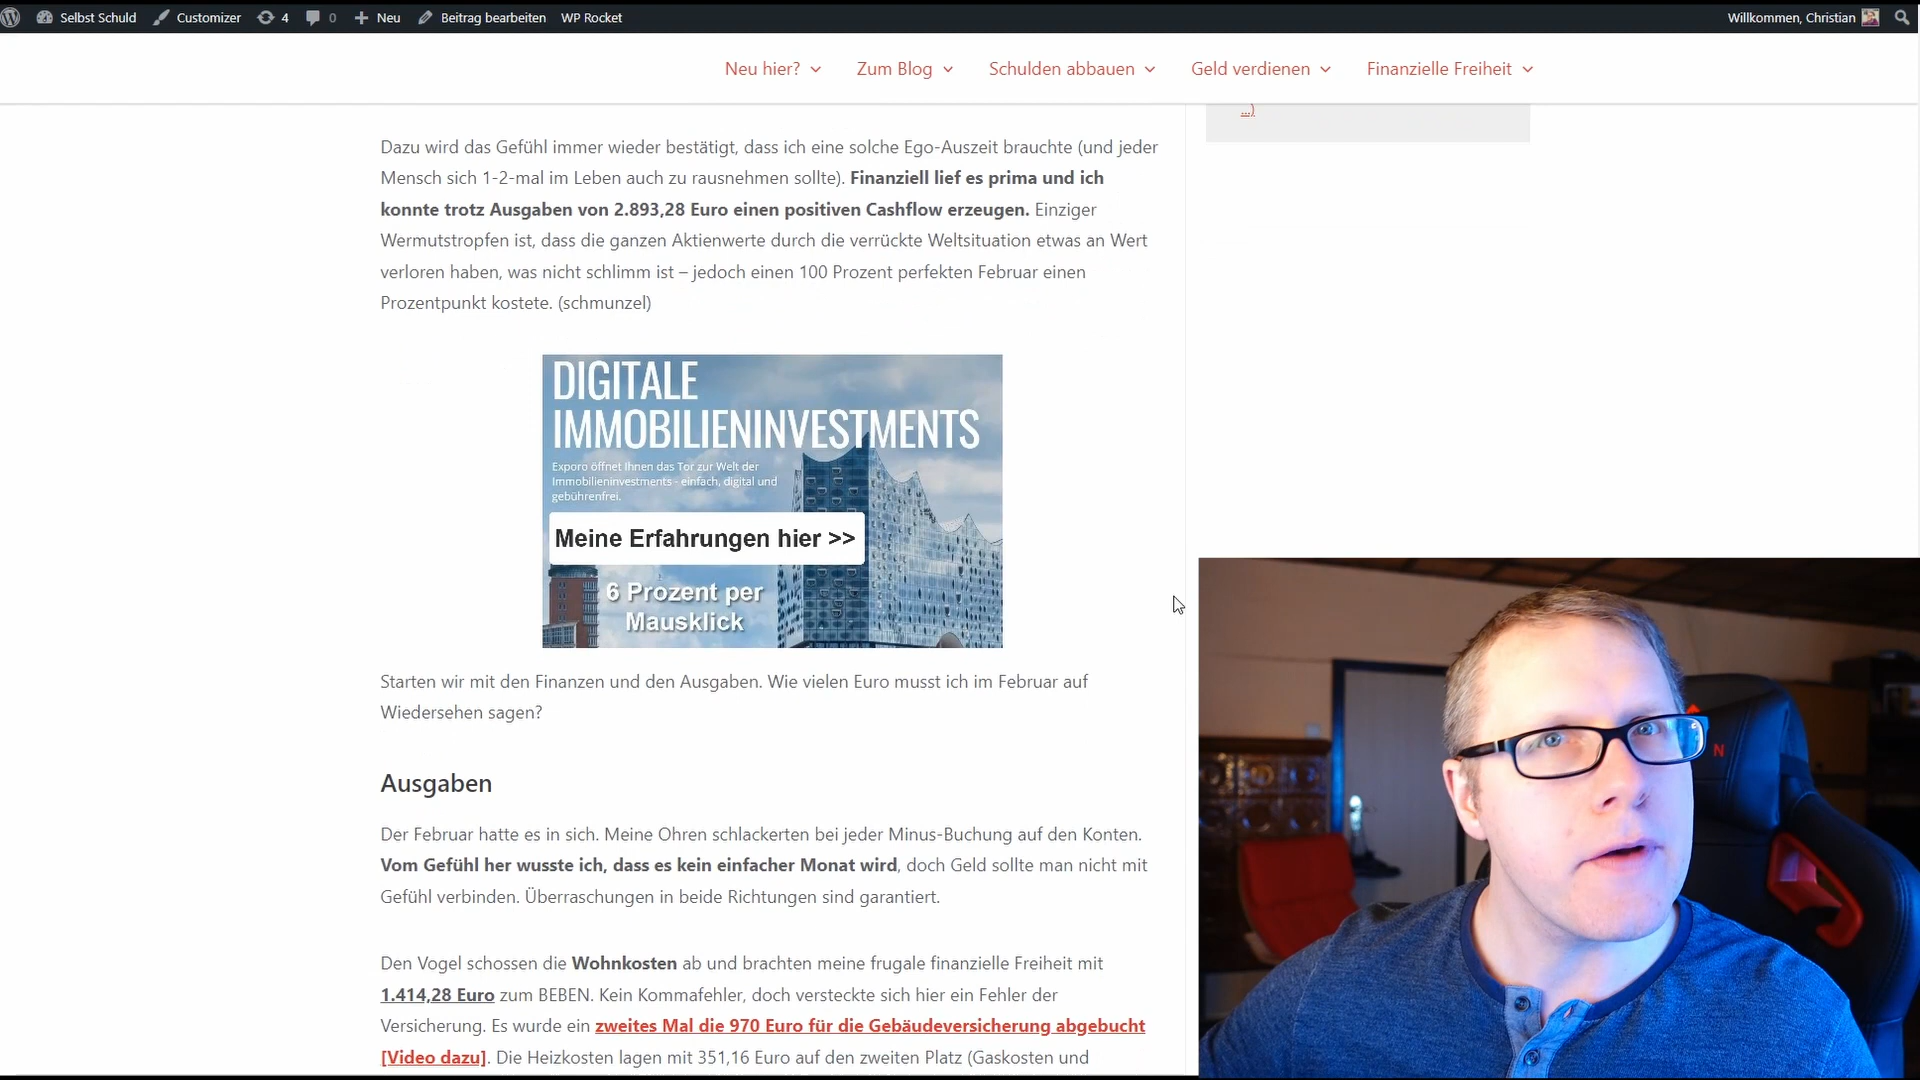 Selbst Schuld Customizer 4 0 Neu Beitrag bearbeiten WP Rocket Willkommen, Christian
Neu hier? Zum Blog Schulden abbauen Geld verdienen Finanzielle Freiheit
...)
Dazu wird das Gefühl immer wieder bestätigt, dass ich eine solche Ego-Auszeit brauchte (und jeder
Mensch sich 1-2-mal im Leben auch zu rausnehmen sollte). Finanziell lief es prima und ich
konnte trotz Ausgaben von 2.893,28 Euro einen positiven Cashflow erzeugen. Einziger
Wermutstropfen ist, dass die ganzen Aktienwerte durch die verrückte Weltsituation etwas an Wert
verloren haben, was nicht schlimm ist – jedoch einen 100 Prozent perfekten Februar einen
Prozentpunkt kostete. (schmunzel)
DIGITALE
IMMOBILIENINVESTMENTS
Exporo öffnet Ihnen das Tor zur Welt der
Immobilieninvestments - einfach, digital und
gebührenfrei.
Meine Erfahrungen hier >>
6 Prozent per
Mausklick
Starten wir mit den Finanzen und den Ausgaben. Wie vielen Euro musst ich im Februar auf
Wiedersehen sagen?
Ausgaben
Der Februar hatte es in sich. Meine Ohren schlackerten bei jeder Minus-Buchung auf den Konten.
Vom Gefühl her wusste ich, dass es kein einfacher Monat wird, doch Geld sollte man nicht mit
Gefühl verbinden. Überraschungen in beide Richtungen sind garantiert.
Den Vogel schossen die Wohnkosten ab und brachten meine frugale finanzielle Freiheit mit
1.414,28 Euro zum BEBEN. Kein Kommafehler, doch versteckte sich hier ein Fehler der
Versicherung. Es wurde ein zweites Mal die 970 Euro für die Gebäudeversicherung abgebucht
[Video dazu]. Die Heizkosten lagen mit 351,16 Euro auf den zweiten Platz (Gaskosten und
N